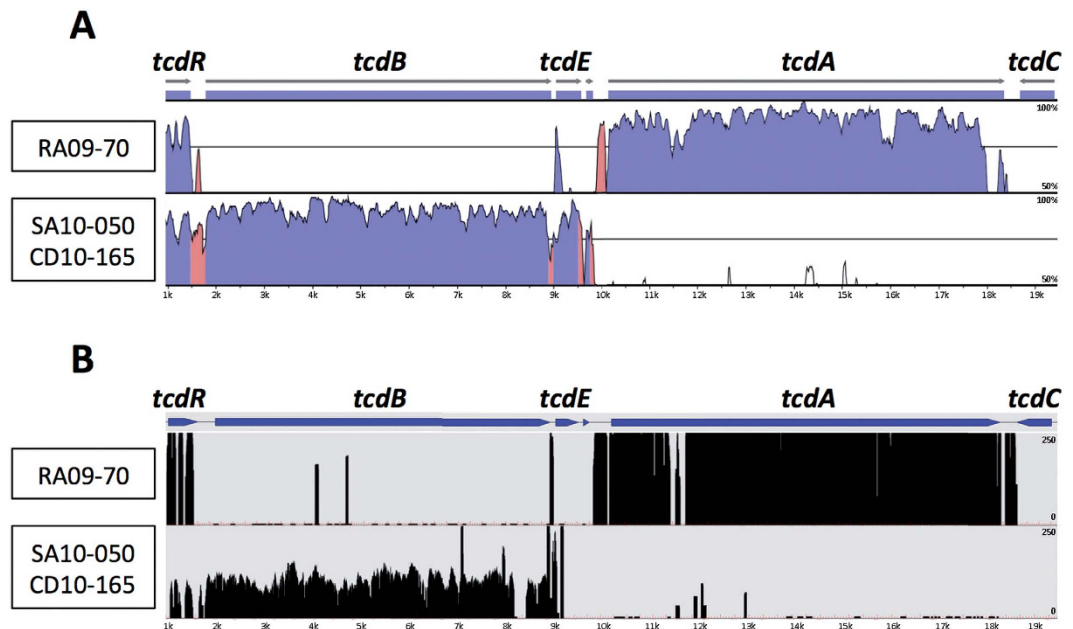 A
tcdR tcdB tcdE tcdA tcdC
100%
RA09-70
50%
100%
SA10-050
CD10-165
50%
1k 2k 3k 4k 5k 6k 7k 8k 9k 10k 11k 12k 13k 14k 15k 16k 17k 18k 19k
B
tcdR tcdB tcdE tcdA tcdC
250
RA09-70
0
250
SA10-050
CD10-165
0
1k 2k 3k 4k 5k 6k 7k 8k 9k 10k 11k 12k 13k 14k 15k 16k 17k 18k 19k